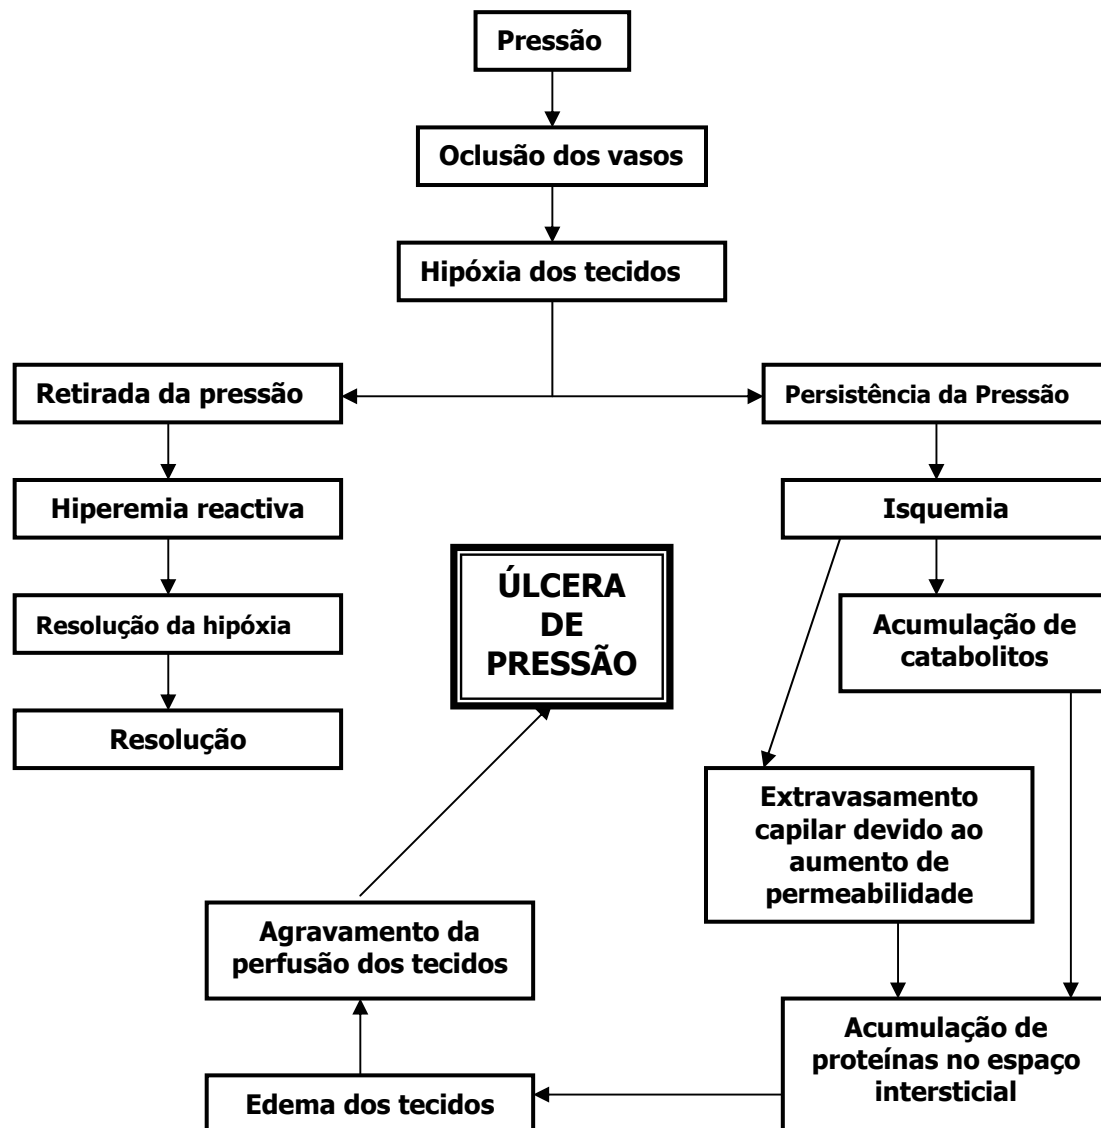 Pressão
Oclusão dos vasos
Hipóxia dos tecidos
Retirada da pressão
Persistência da Pressão
Hiperemia reactiva
Isquemia
ÚLCERA
DE
PRESSÃO
Resolução da hipóxia
Acumulação de
catabolitos
Resolução
Extravasamento
capilar devido ao
aumento de
permeabilidade
Agravamento da
perfusão dos tecidos
Acumulação de
proteínas no espaço
intersticial
Edema dos tecidos